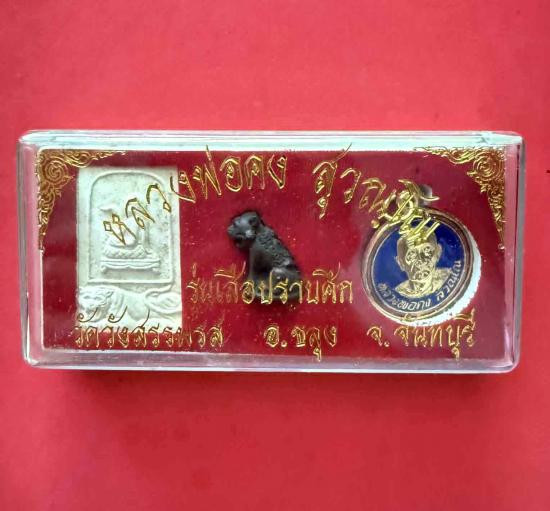 หลวงพ่อคง สุวณฺโณ
รุ่นเสือปราบศึก
วัดวังสรรพรส อ.ขลุง จ.จันทบุรี
หลวงพ่อคง สุวณฺโณ